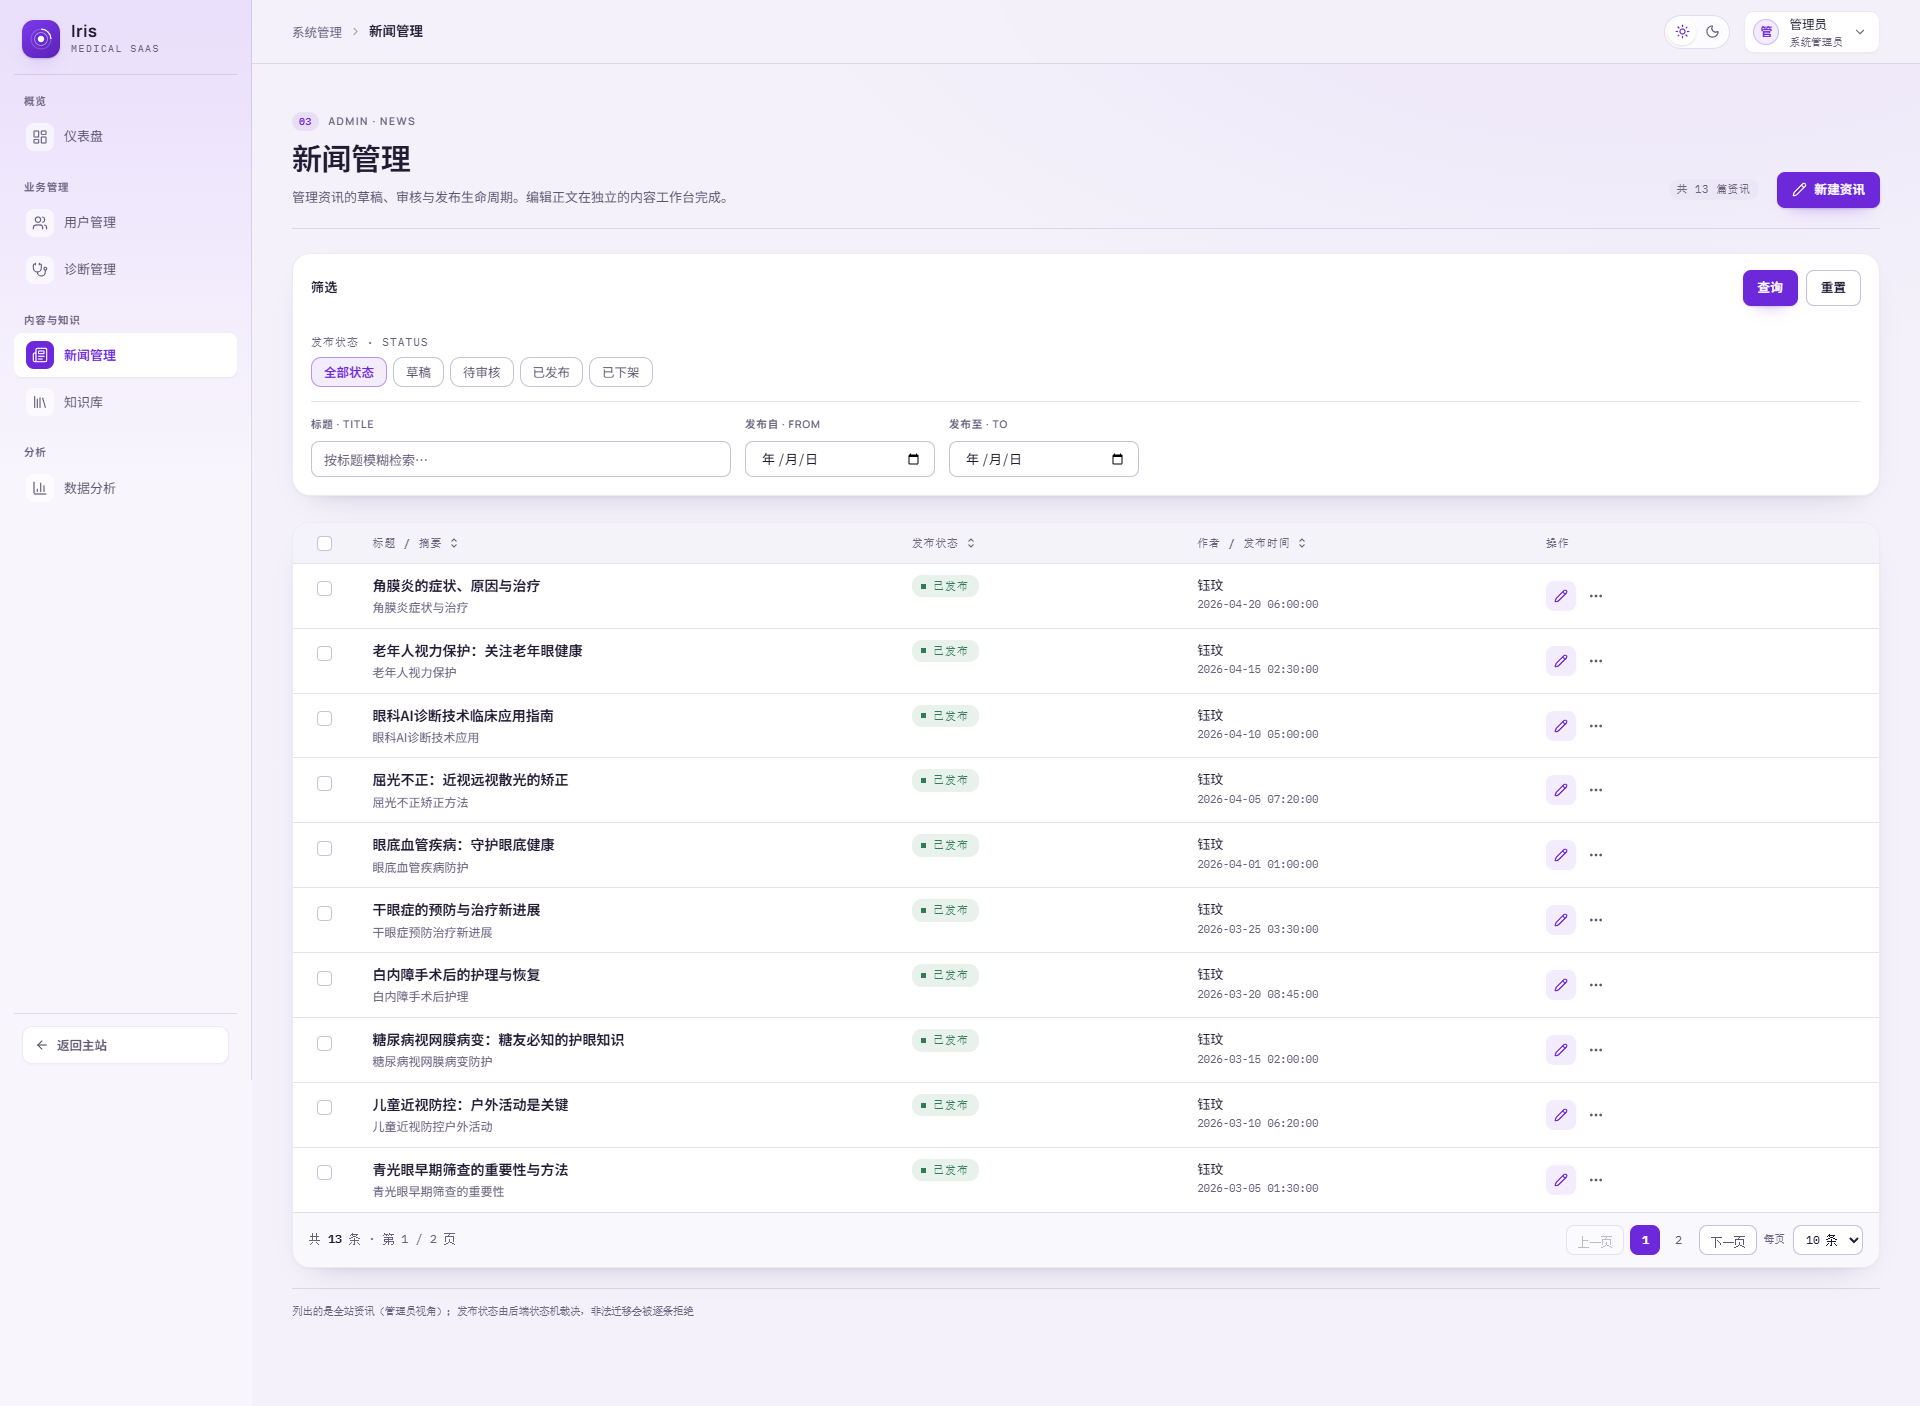 Iris
MEDICAL SAAS
概览
仪表盘
业务管理
用户管理
诊断管理
内容与知识
新闻管理
知识库
分析
数据分析
返回主站
系统管理 > 新闻管理
管 管理员
系统管理员
03 ADMIN · NEWS
新闻管理
管理资讯的草稿、审核与发布生命周期。编辑正文在独立的内容工作台完成。
共 13 篇资讯
新建资讯
筛选
查询 重置
发布状态 · STATUS
全部状态 草稿 待审核 已发布 已下架
标题 · TITLE 发布自 · FROM 发布至 · TO
按标题模糊检索… 年 /月/日 年 /月/日
标题 / 摘要 发布状态 作者 / 发布时间 操作
角膜炎的症状、原因与治疗 已发布 钰玟
角膜炎症状与治疗 2026-04-20 06:00:00
老年人视力保护：关注老年眼健康 已发布 钰玟
老年人视力保护 2026-04-15 02:30:00
眼科AI诊断技术临床应用指南 已发布 钰玟
眼科AI诊断技术应用 2026-04-10 05:00:00
屈光不正：近视远视散光的矫正 已发布 钰玟
屈光不正矫正方法 2026-04-05 07:20:00
眼底血管疾病：守护眼底健康 已发布 钰玟
眼底血管疾病防护 2026-04-01 01:00:00
干眼症的预防与治疗新进展 已发布 钰玟
干眼症预防治疗新进展 2026-03-25 03:30:00
白内障手术后的护理与恢复 已发布 钰玟
白内障手术后护理 2026-03-20 08:45:00
糖尿病视网膜病变：糖友必知的护眼知识 已发布 钰玟
糖尿病视网膜病变防护 2026-03-15 02:00:00
儿童近视防控：户外活动是关键 已发布 钰玟
儿童近视防控户外活动 2026-03-10 06:20:00
青光眼早期筛查的重要性与方法 已发布 钰玟
青光眼早期筛查的重要性 2026-03-05 01:30:00
共 13 条 · 第 1 / 2 页
上一页 1 2 下一页 每页 10 条
列出的是全站资讯（管理员视角）；发布状态由后端状态机裁决，非法迁移会被逐条拒绝